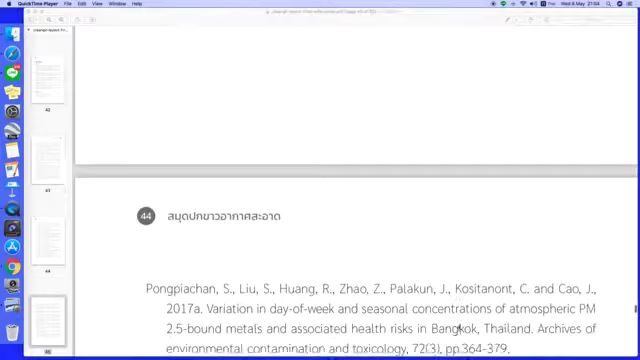 QuickTime Player File Edit View Window Help
Wed 8 May 21:04
42
43
44
44 สมุดปกขาวอากาศสะอาด
Pongpiachan, S., Liu, S., Huang, R., Zhao, Z., Palakun, J., Kositanont, C. and Cao, J.,
2017a. Variation in day-of-week and seasonal concentrations of atmospheric PM
2.5-bound metals and associated health risks in Bangkok, Thailand. Archives of
environmental contamination and toxicology, 72(3), pp.364-379.